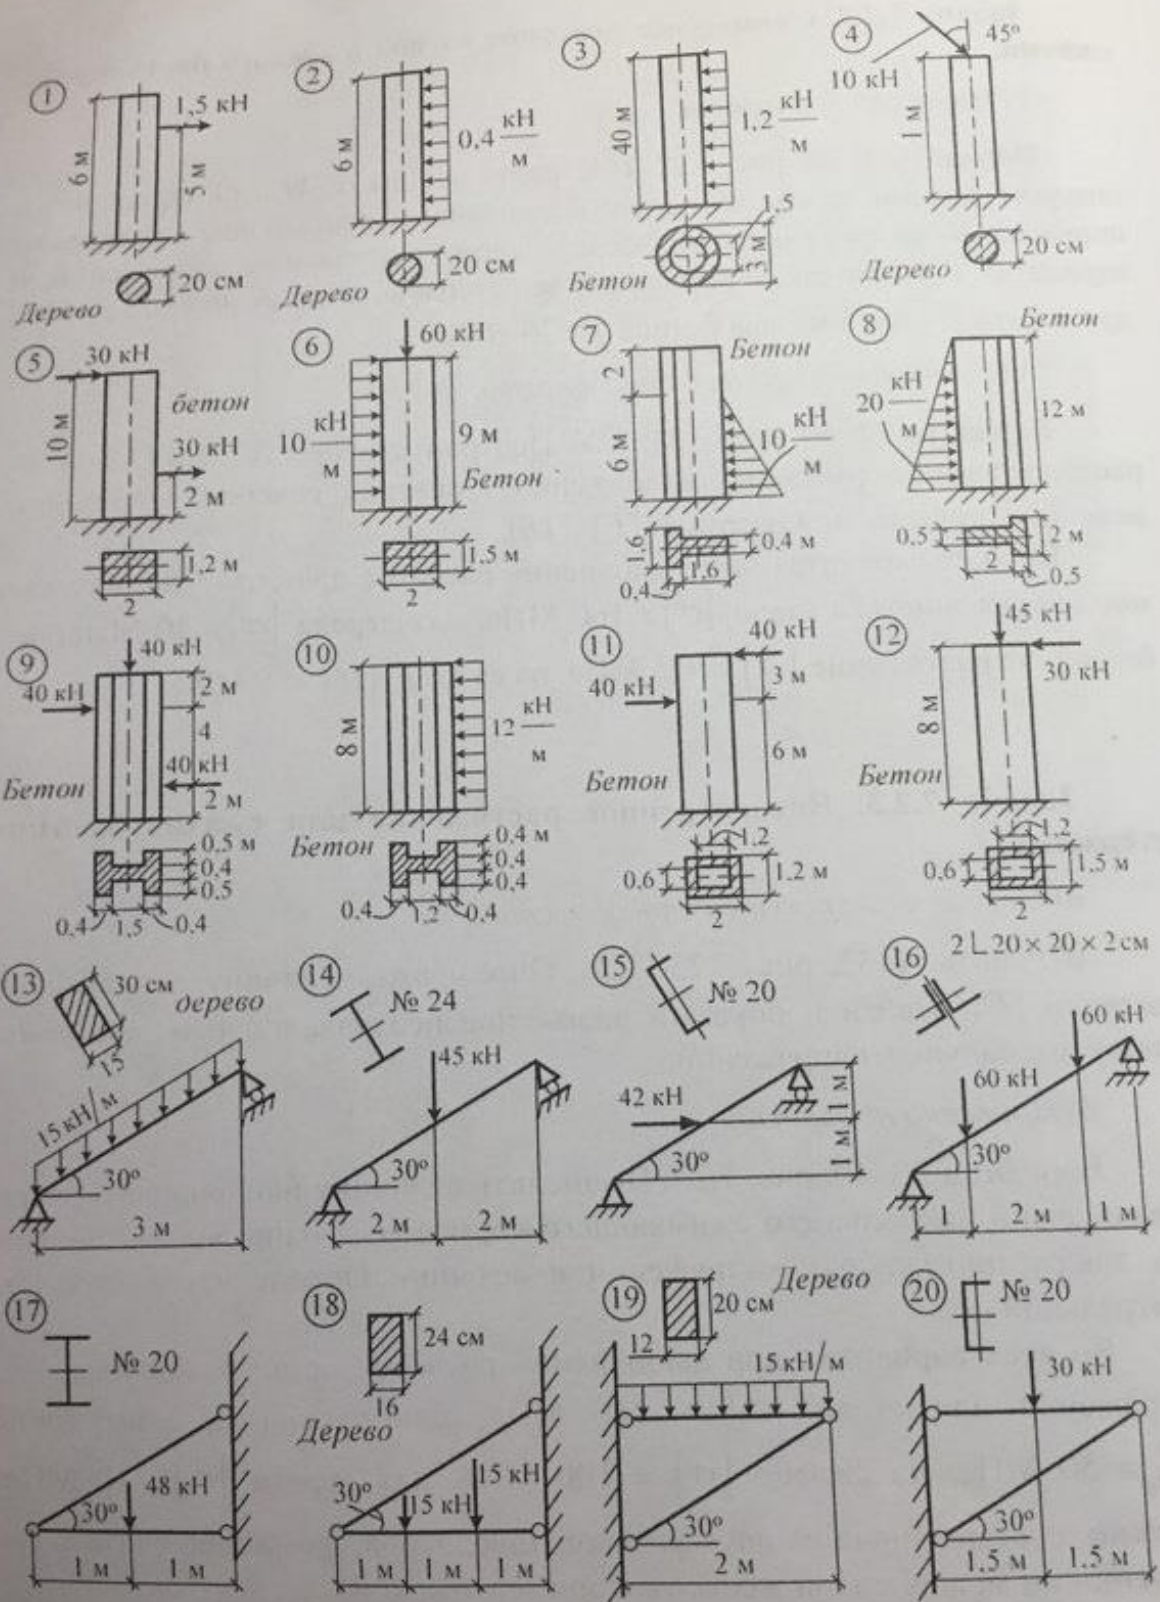 1
1,5 кН
6 м
5 м
20 см
Дерево
2
6 м
0,4 кН/м
20 см
Дерево
3
40 м
1,2 кН/м
1,5
3 м
Бетон
4
45°
10 кН
1 м
20 см
Дерево
5
30 кН
бетон
10 м
30 кН
2 м
1,2 м
2
6
60 кН
10 кН/м
9 м
Бетон
1,5 м
2
7
Бетон
2
6 м
10 кН/м
1,6
0,4 м
0,4
1,6
8
Бетон
20 кН/м
12 м
0,5
2 м
2
0,5
9
40 кН
40 кН
2 м
4
40 кН
2 м
Бетон
0,5 м
0,4
0,5
0,4
1,5
0,4
10
8 м
12 кН/м
Бетон
0,4 м
0,4
0,4
0,4
1,2
0,4
11
40 кН
40 кН
3 м
6 м
Бетон
1,2
0,6
1,2 м
2
12
45 кН
30 кН
8 м
Бетон
1,2
0,6
1,5 м
2
13
30 см
дерево
15
15 кН/м
30°
3 м
14
№ 24
45 кН
30°
2 м
2 м
15
№ 20
42 кН
1 м
1 м
30°
16
2 L 20 × 20 × 2 см
60 кН
60 кН
30°
1
2 м
1 м
17
№ 20
48 кН
30°
1 м
1 м
18
24 см
16
Дерево
15 кН
30°
15 кН
1 м
1 м
1 м
19
Дерево
20 см
12
15 кН/м
30°
2 м
20
№ 20
30 кН
30°
1,5 м
1,5 м